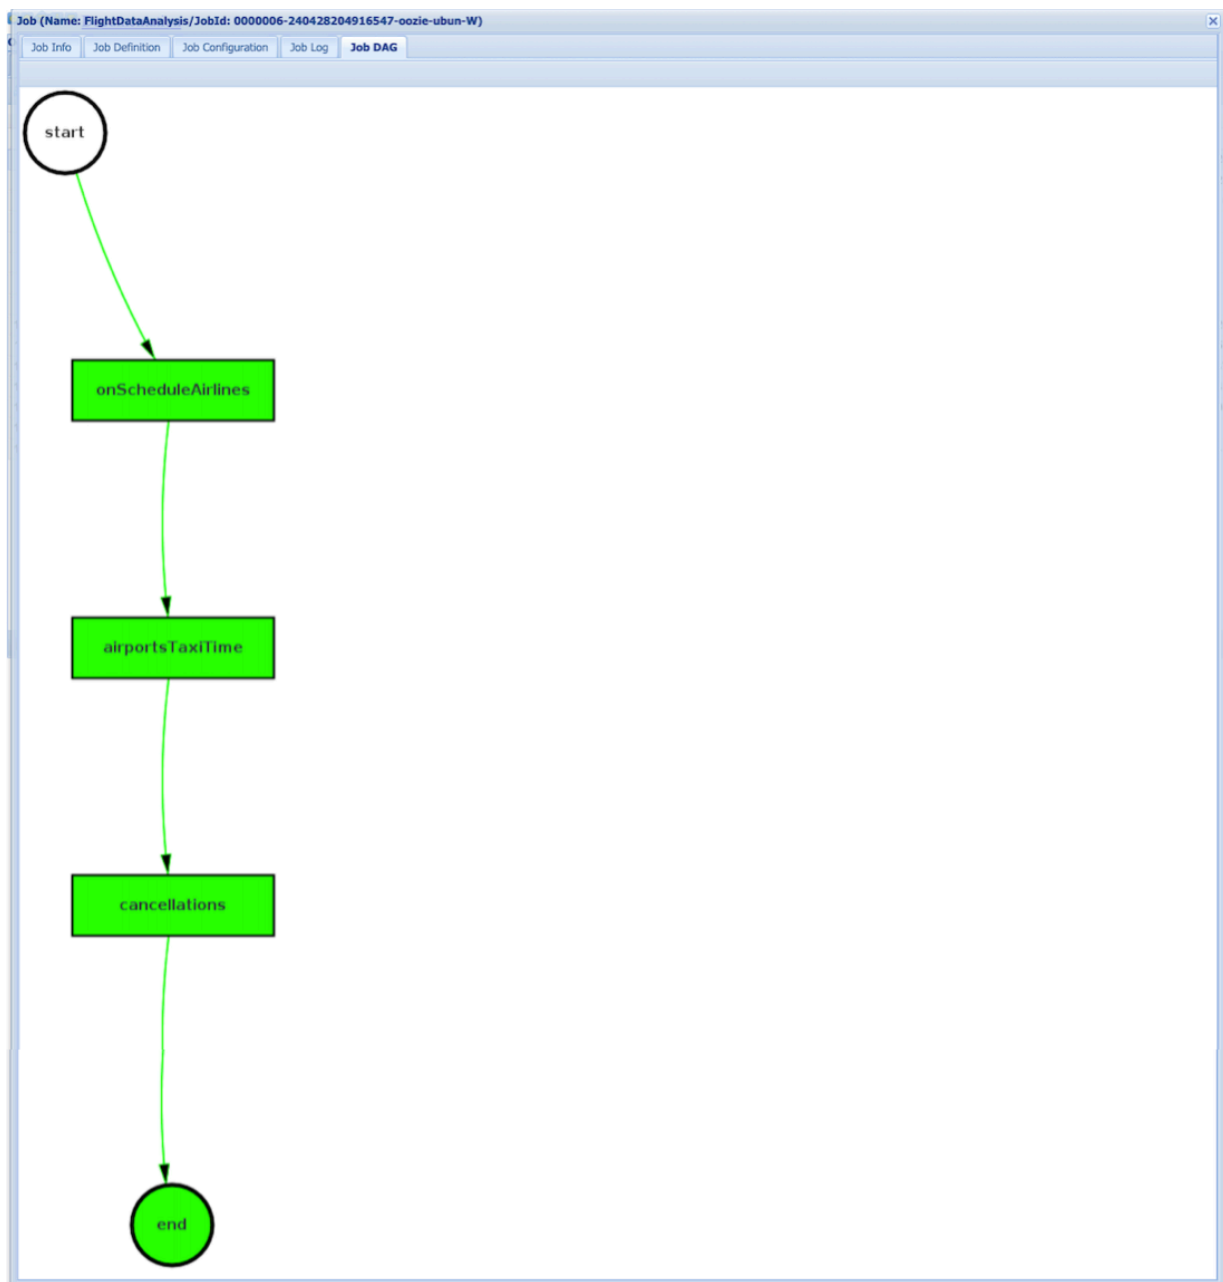 Job (Name: FlightDataAnalysis/JobId: 0000006-240428204916547-oozie-ubun-W)
Job Info Job Definition Job Configuration Job Log Job DAG
start
onScheduleAirlines
airportsTaxiTime
cancellations
end